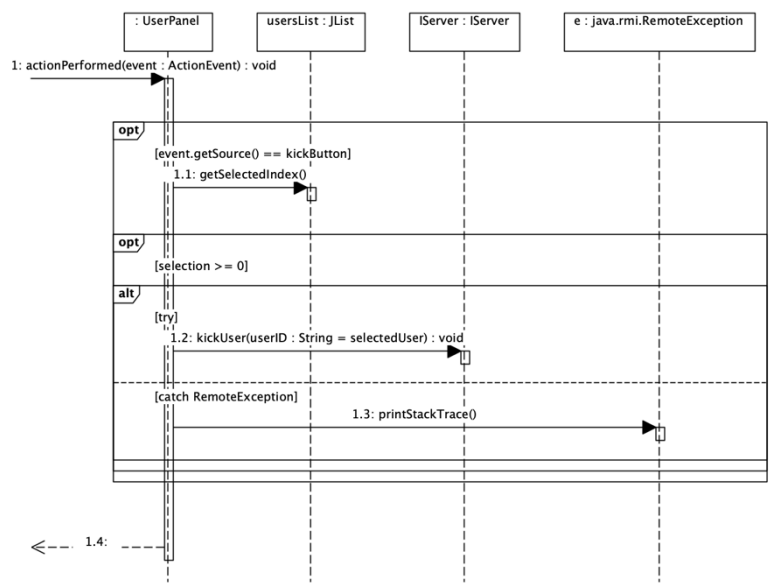 : UserPanel
usersList : JList
IServer : IServer
e : java.rmi.RemoteException
1: actionPerformed(event : ActionEvent) : void
opt
[event.getSource() == kickButton]
1.1: getSelectedIndex()
opt
[selection >= 0]
alt
[try]
1.2: kickUser(userID : String = selectedUser) : void
[catch RemoteException]
1.3: printStackTrace()
1.4: